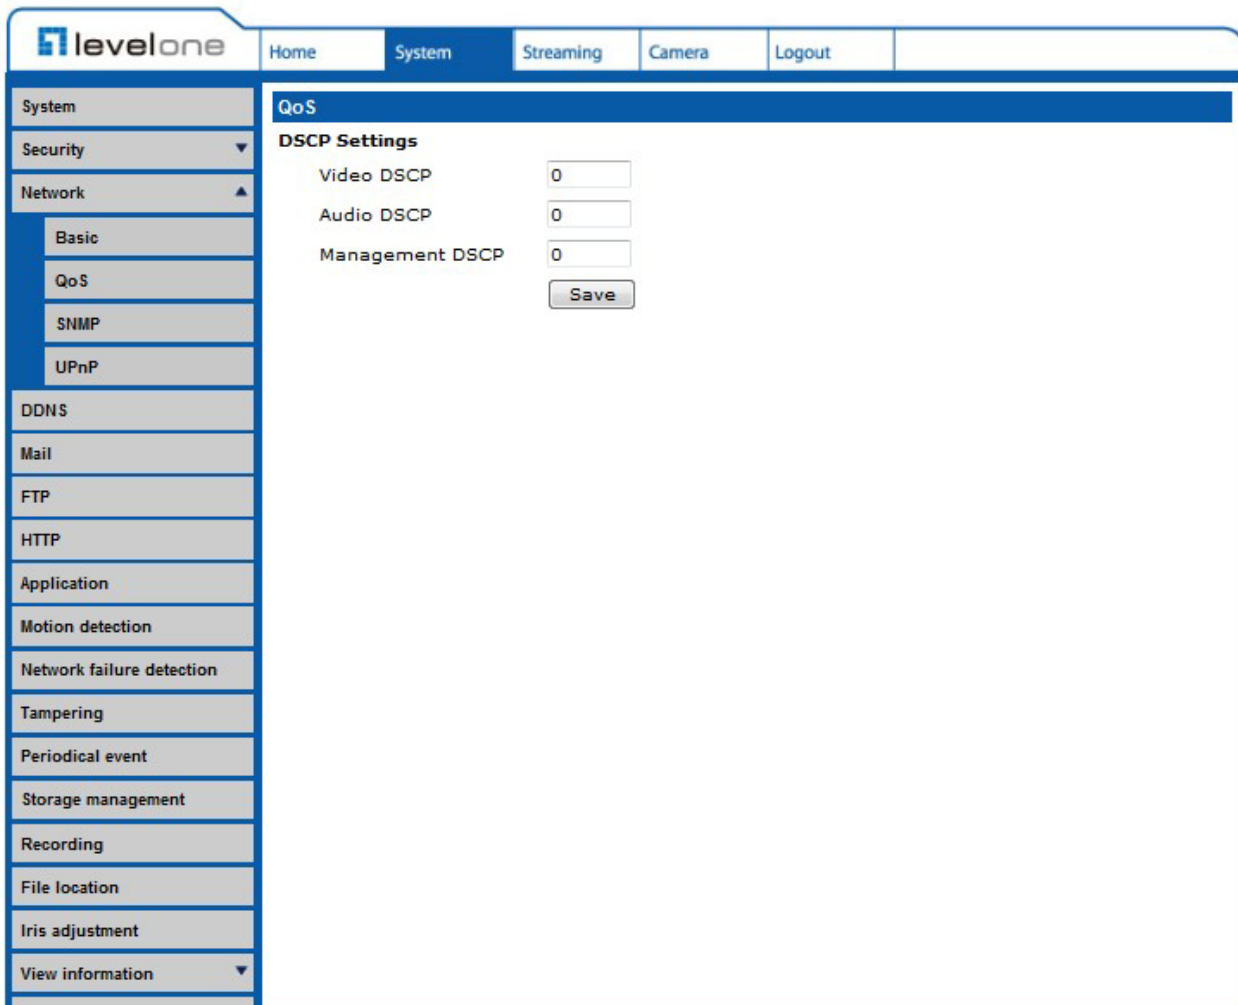 levelone
Home System Streaming Camera Logout
System
Security
Network
Basic
QoS
SNMP
UPnP
DDNS
Mail
FTP
HTTP
Application
Motion detection
Network failure detection
Tampering
Periodical event
Storage management
Recording
File location
Iris adjustment
View information
QoS
DSCP Settings
Video DSCP 0
Audio DSCP 0
Management DSCP 0
Save